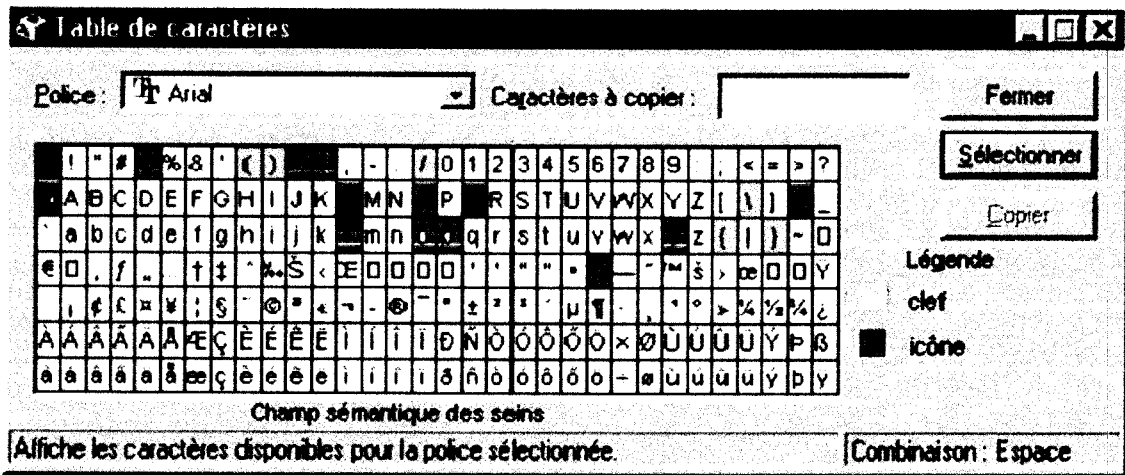 Table de caractères
Police : Tr Arial Caractères à copier : Fermer
! " # % & ' ( ) , - . / 0 1 2 3 4 5 6 7 8 9 : ; < = > ?
Sélectionner
A B C D E F G H I J K M N P R S T U V W X Y Z [ \ ] _
Copier
` a b c d e f g h i j k m n q r s t u v w x z { | } ~ □
Légende
€ □ ‚ ƒ „ † ‡ ˆ ‰ Š ‹ Œ □ □ □ □ ' ' " " • — ˜ ™ š › œ □ □ Ÿ
clef
¡ ¢ £ ¤ ¥ ¦ § ¨ © ª « ¬ - ® ¯ ° ± ² ³ ´ µ ¶ · ¸ ¹ º » ¼ ½ ¾ ¿
icône
À Á Â Ã Ä Å Æ Ç È É Ê Ë Ì Í Î Ï Ð Ñ Ò Ó Ô Õ Ö × Ø Ù Ú Û Ü Ý Þ ß
à á â ã ä å æ ç è é ê ë ì í î ï ð ñ ò ó ô õ ö ÷ ø ù ú û ü ý þ ÿ
Champ sémantique des seins
Affiche les caractères disponibles pour la police sélectionnée. Combinaison : Espace